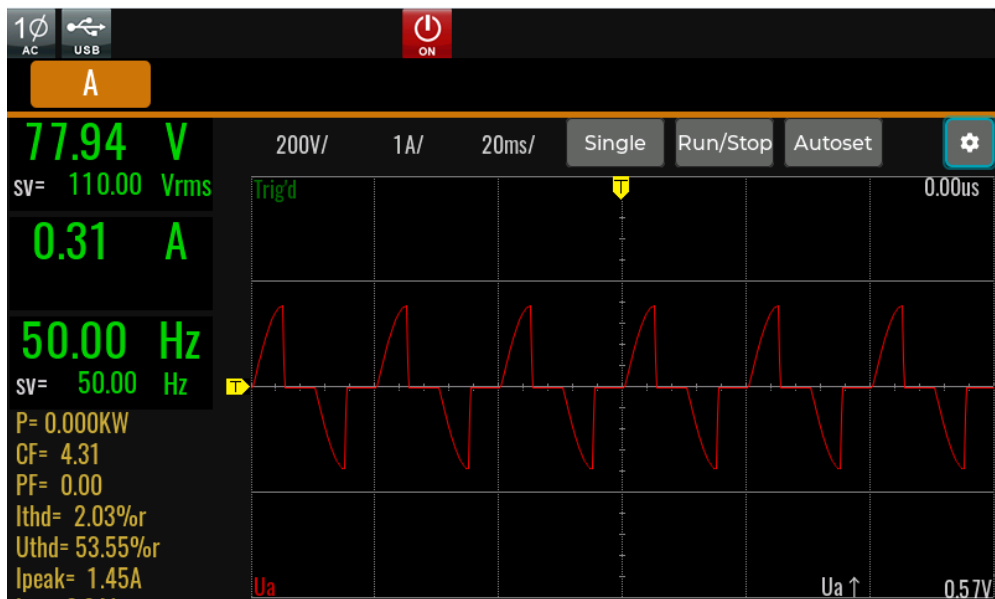 1Ø
AC
USB
ON
A
77.94 V
sv= 110.00 Vrms
0.31 A
50.00 Hz
sv= 50.00 Hz
P= 0.000KW
CF= 4.31
PF= 0.00
Ithd= 2.03%r
Uthd= 53.55%r
Ipeak= 1.45A
200V/ 1A/ 20ms/ Single Run/Stop Autoset
Trig'd T 0.00us
T
Ua Ua↑ 0.57V